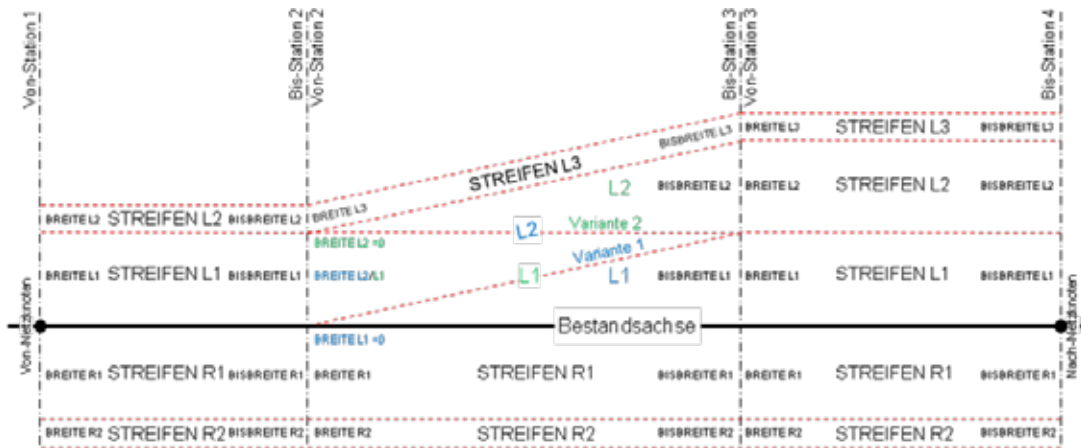 Von-Station 1
Bis-Station 2
Von-Station 2
Bis-Station 3
Von-Station 3
Bis-Station 4
BREITE L3 STREIFEN L3 BISBREITE L3
BISBREITE L3
STREIFEN L3
BREITE L3
L2 BISBREITE L2
BREITE L2 STREIFEN L2 BISBREITE L2
BREITE L2 STREIFEN L2 BISBREITE L2
Variante 2
L2
BREITE L2 =0
Variante 1
BREITE L1 STREIFEN L1 BISBREITE L1
BREITE L2/L1
L1
L1
BISBREITE L1
BREITE L1 STREIFEN L1 BISBREITE L1
Von-Netzknoten
Bestandsachse
Nach-Netzknoten
BREITE L1 =0
BREITE R1 STREIFEN R1 BISBREITE R1
BREITE R1 STREIFEN R1 BISBREITE R1
BREITE R1 STREIFEN R1 BISBREITE R1
BREITE R2 STREIFEN R2 BISBREITE R2
BREITE R2 STREIFEN R2 BISBREITE R2
BREITE R2 STREIFEN R2 BISBREITE R2